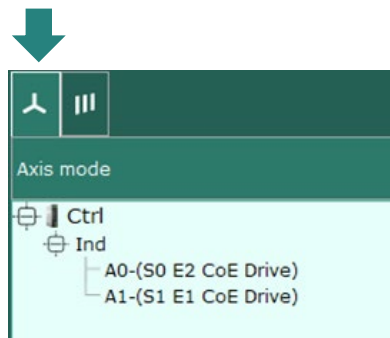 Axis mode
Ctrl
Ind
A0-(S0 E2 CoE Drive)
A1-(S1 E1 CoE Drive)